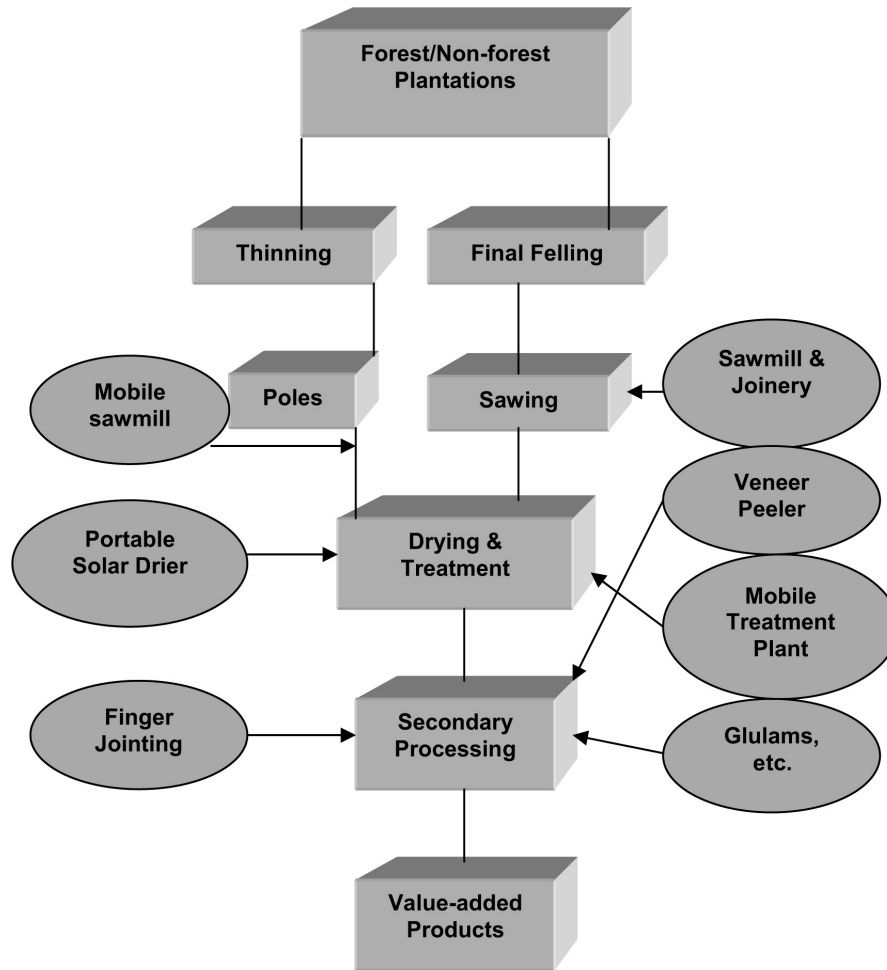 Forest/Non-forest
Plantations
Thinning
Final Felling
Mobile
sawmill
Poles
Sawing
Sawmill &
Joinery
Veneer
Peeler
Portable
Solar Drier
Drying &
Treatment
Mobile
Treatment
Plant
Finger
Jointing
Secondary
Processing
Glulams,
etc.
Value-added
Products